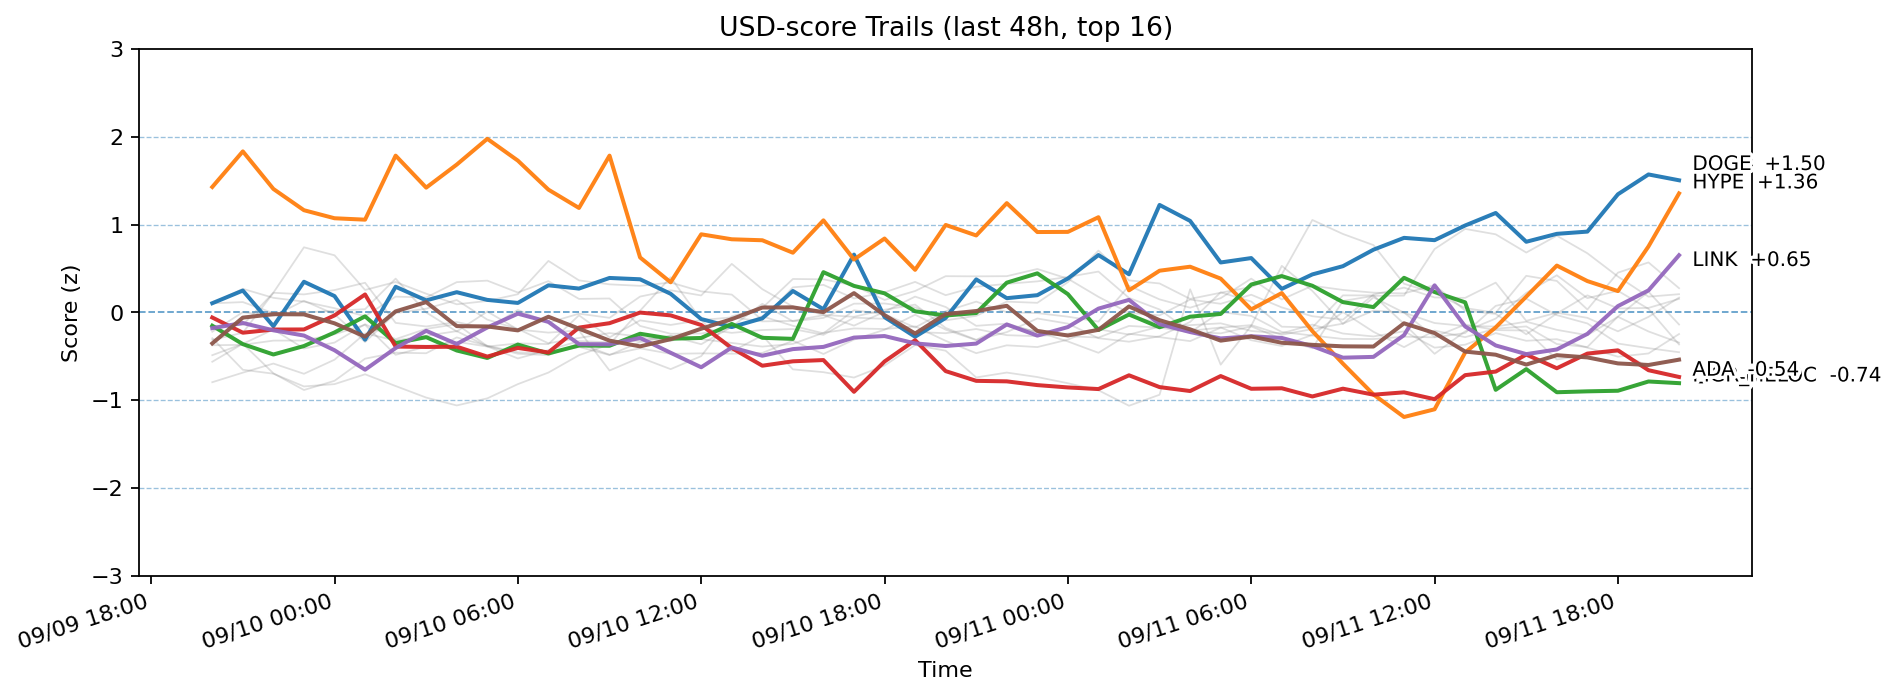 USD-score Trails (last 48h, top 16)
Score (z)
3
2
1
0
−1
−2
−3
DOGE +1.50
HYPE +1.36
LINK +0.65
ADA -0.54
-0.74
09/09 18:00
09/10 00:00
09/10 06:00
09/10 12:00
09/10 18:00
09/11 00:00
09/11 06:00
09/11 12:00
09/11 18:00
Time